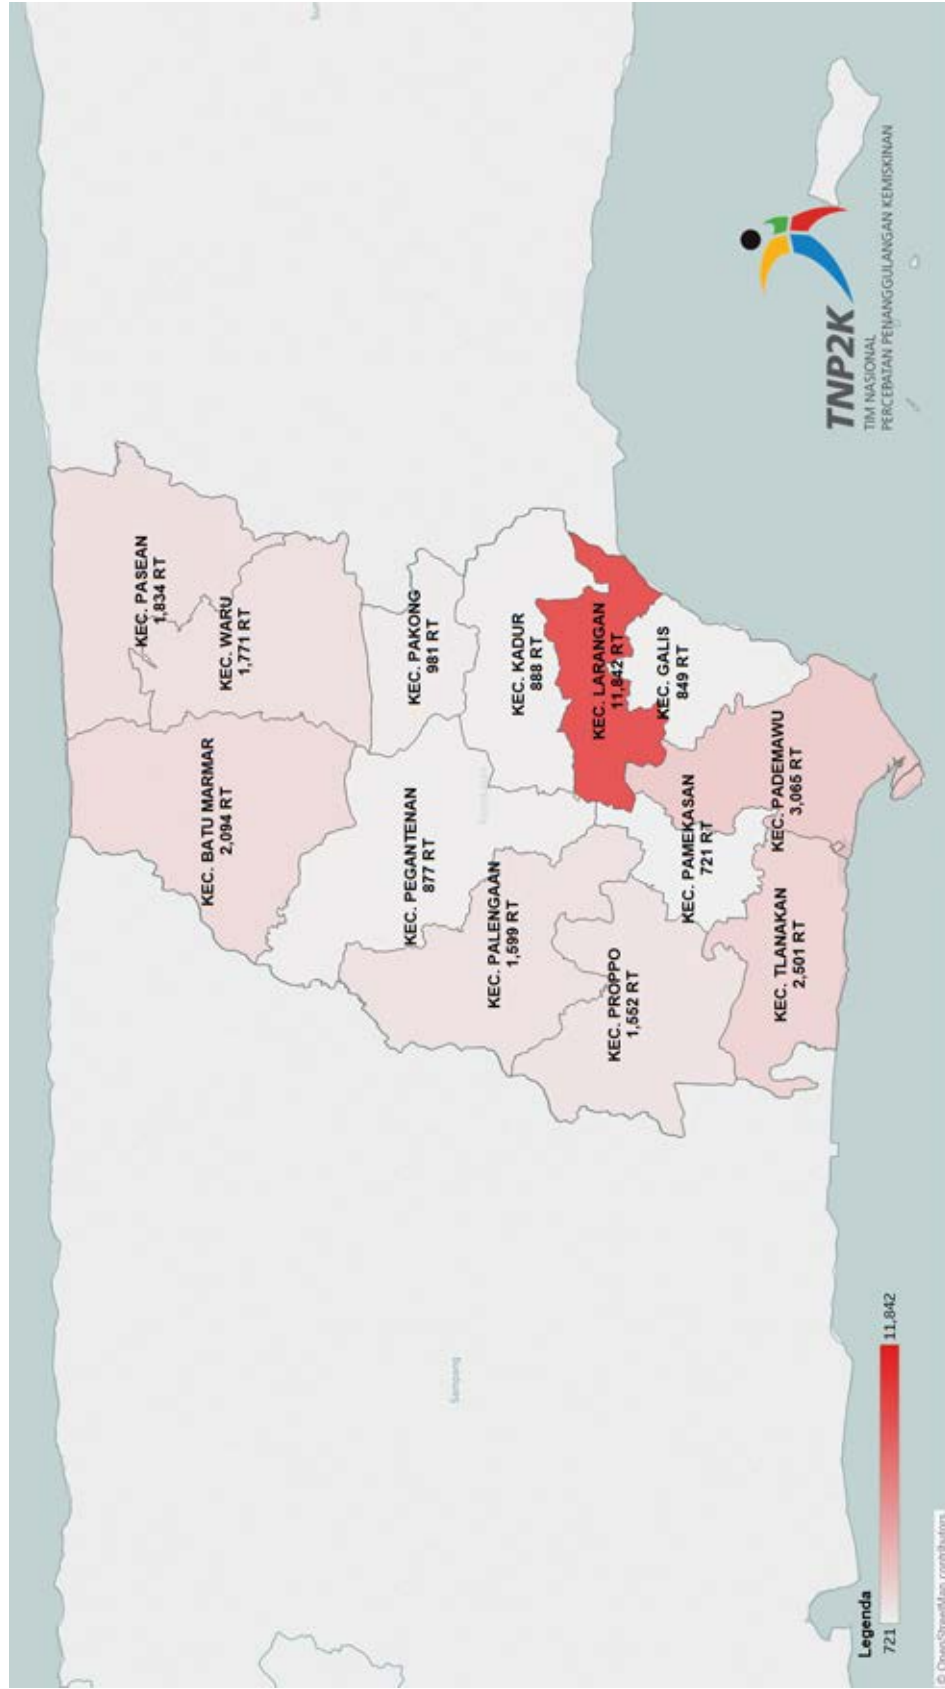 KEC. PASEAN
1,834 RT
KEC. WARU
1,771 RT
KEC. BATU MARMAR
2,094 RT
KEC. PAKONG
981 RT
KEC. PEGANTENAN
877 RT
KEC. KADUR
888 RT
KEC. PALENGAAN
1,599 RT
KEC. LARANGAN
11,842 RT
KEC. PROPPO
1,552 RT
KEC. GALIS
849 RT
KEC. PAMEKASAN
721 RT
KEC. PADEMAWU
3,065 RT
KEC. TLANAKAN
2,501 RT
Sampang
TNP2K
TIM NASIONAL
PERCEPATAN PENANGGULANGAN KEMISKINAN
Legenda
721
11,842
© OpenStreetMap contributors